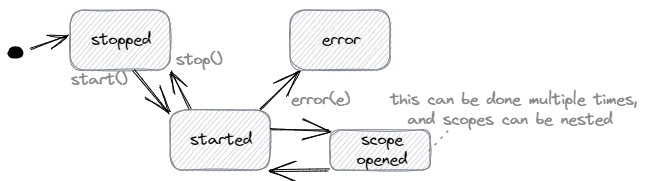 stopped
error
stop()
start()
error(e)
this can be done multiple times,
and scopes can be nested
started
scope
opened